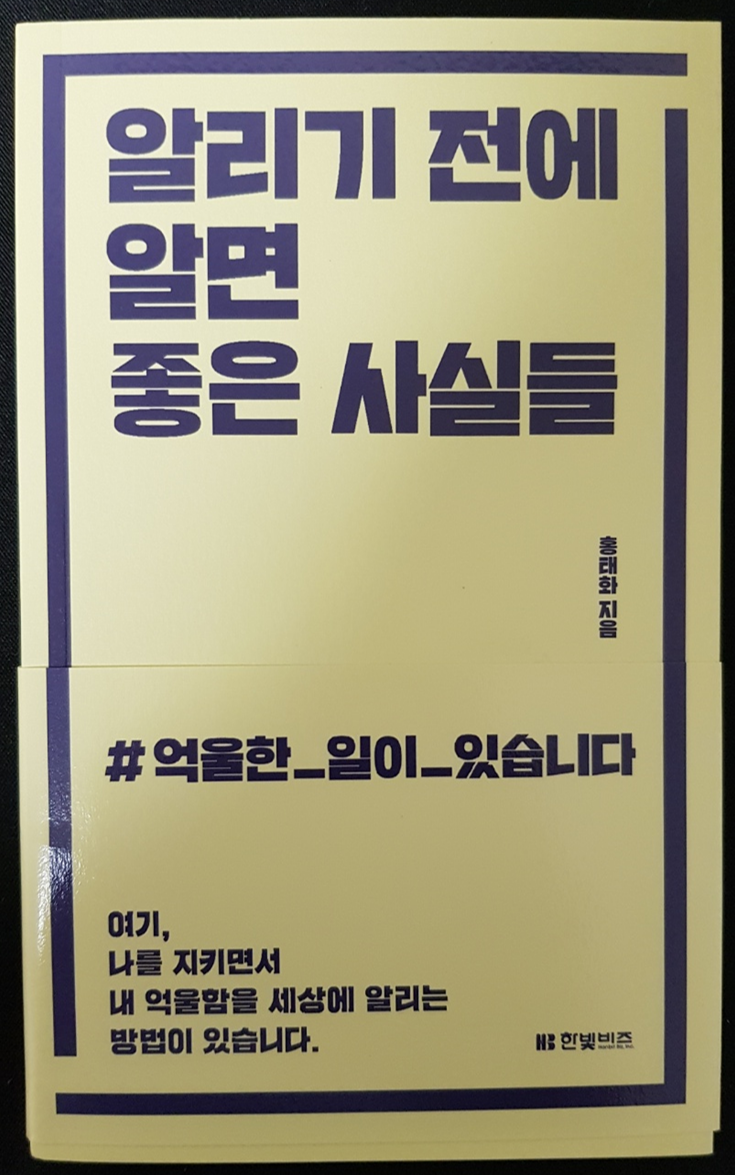 알리기 전에
알면
좋은 사실들
홍태화 지음
#억울한_일이_있습니다
여기,
나를 지키면서
내 억울함을 세상에 알리는
방법이 있습니다.
HB 한빛비즈